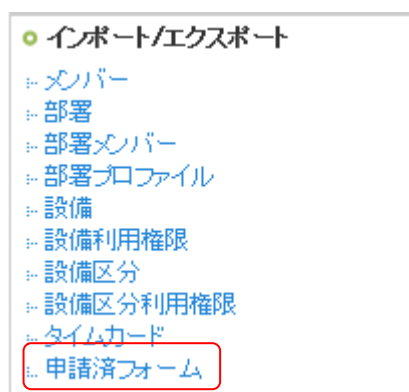 インポート/エクスポート
メンバー
部署
部署メンバー
部署プロファイル
設備
設備利用権限
設備区分
設備区分利用権限
タイムカード
申請済フォーム